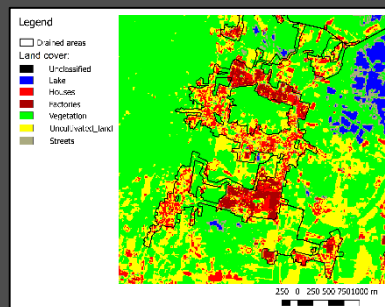 Legend
Drained areas
Land cover:
Unclassified
Lake
Houses
Factories
Vegetation
Uncultivated_land
Streets
250 0 250 500 750 1000 m